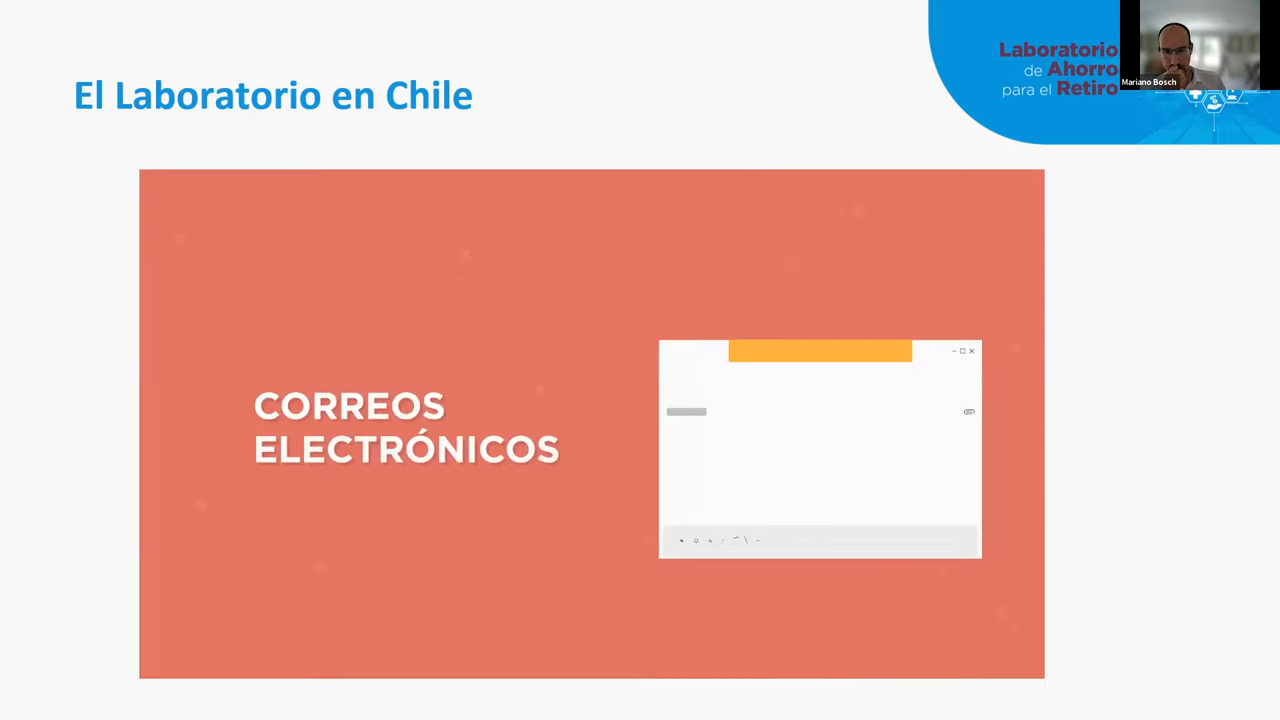 El Laboratorio en Chile
Laboratorio
de Ahorro
para el Retiro
Mariano Bosch
CORREOS
ELECTRÓNICOS